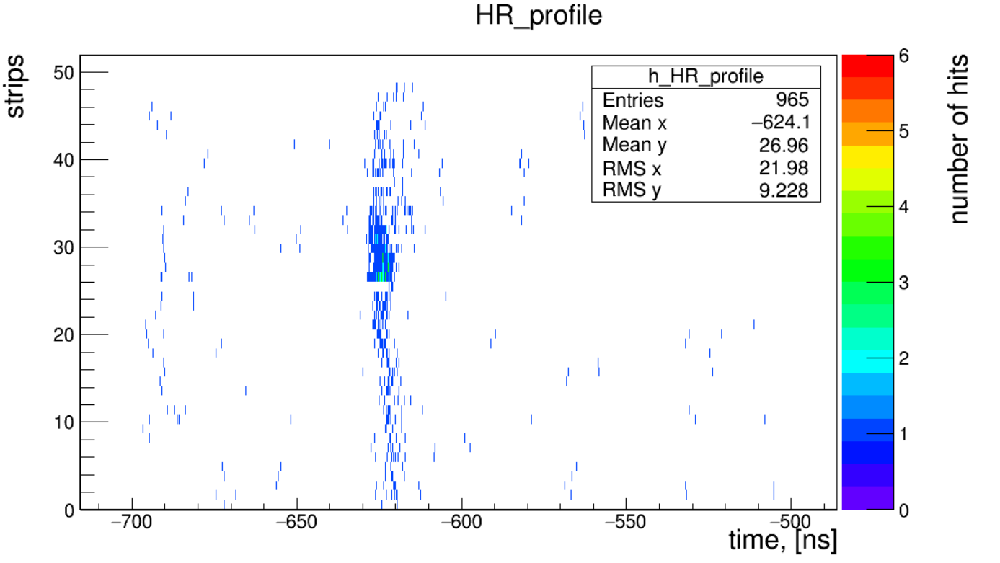 HR_profile
strips
50
40
30
20
10
0
−700
−650
−600
−550
−500
time, [ns]
h_HR_profile
Entries 965
Mean x −624.1
Mean y 26.96
RMS x 21.98
RMS y 9.228
6
5
4
3
2
1
0
number of hits